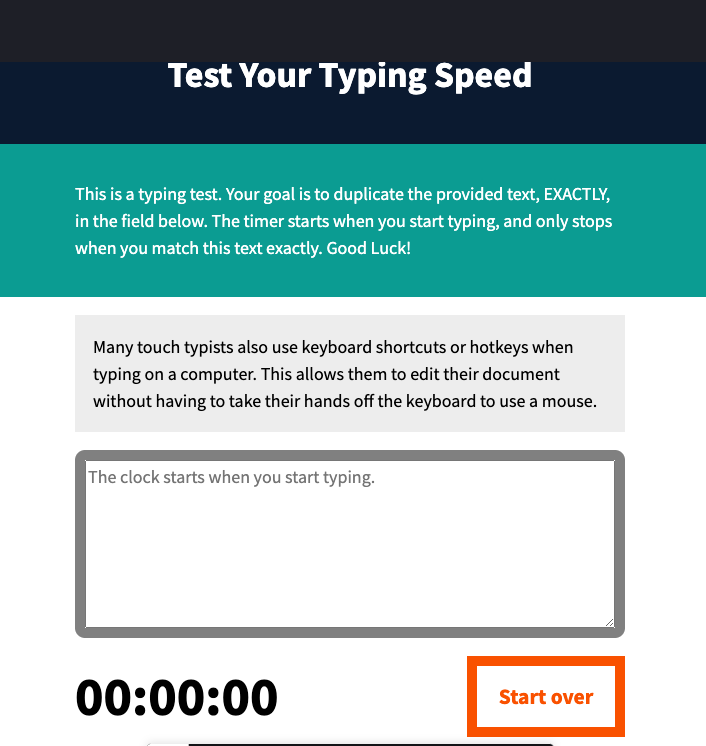 Test Your Typing Speed
This is a typing test. Your goal is to duplicate the provided text, EXACTLY,
in the field below. The timer starts when you start typing, and only stops
when you match this text exactly. Good Luck!
Many touch typists also use keyboard shortcuts or hotkeys when
typing on a computer. This allows them to edit their document
without having to take their hands off the keyboard to use a mouse.
The clock starts when you start typing.
00:00:00
Start over